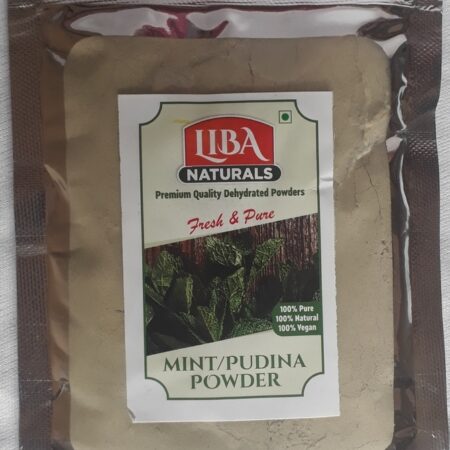 LIBA
NATURALS
Premium Quality Dehydrated Powders
Fresh & Pure
100% Pure
100% Natural
100% Vegan
MINT/PUDINA
POWDER